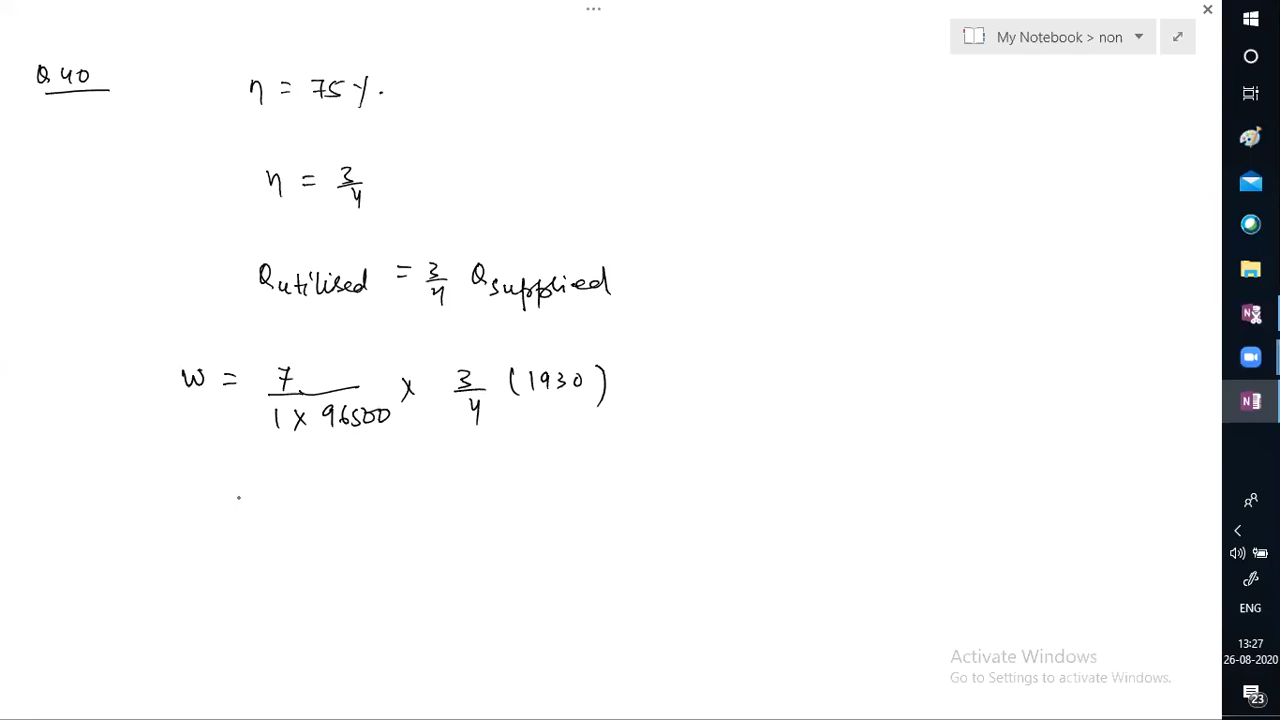 My Notebook > non
Q 40
η = 75 %.
η = 3/4
Qutilised = 3/4 Qsupplied
W = 7/(1 × 96500) × 3/4 (1930)
Activate Windows
Go to Settings to activate Windows.
ENG
13:27
26-08-2020
23